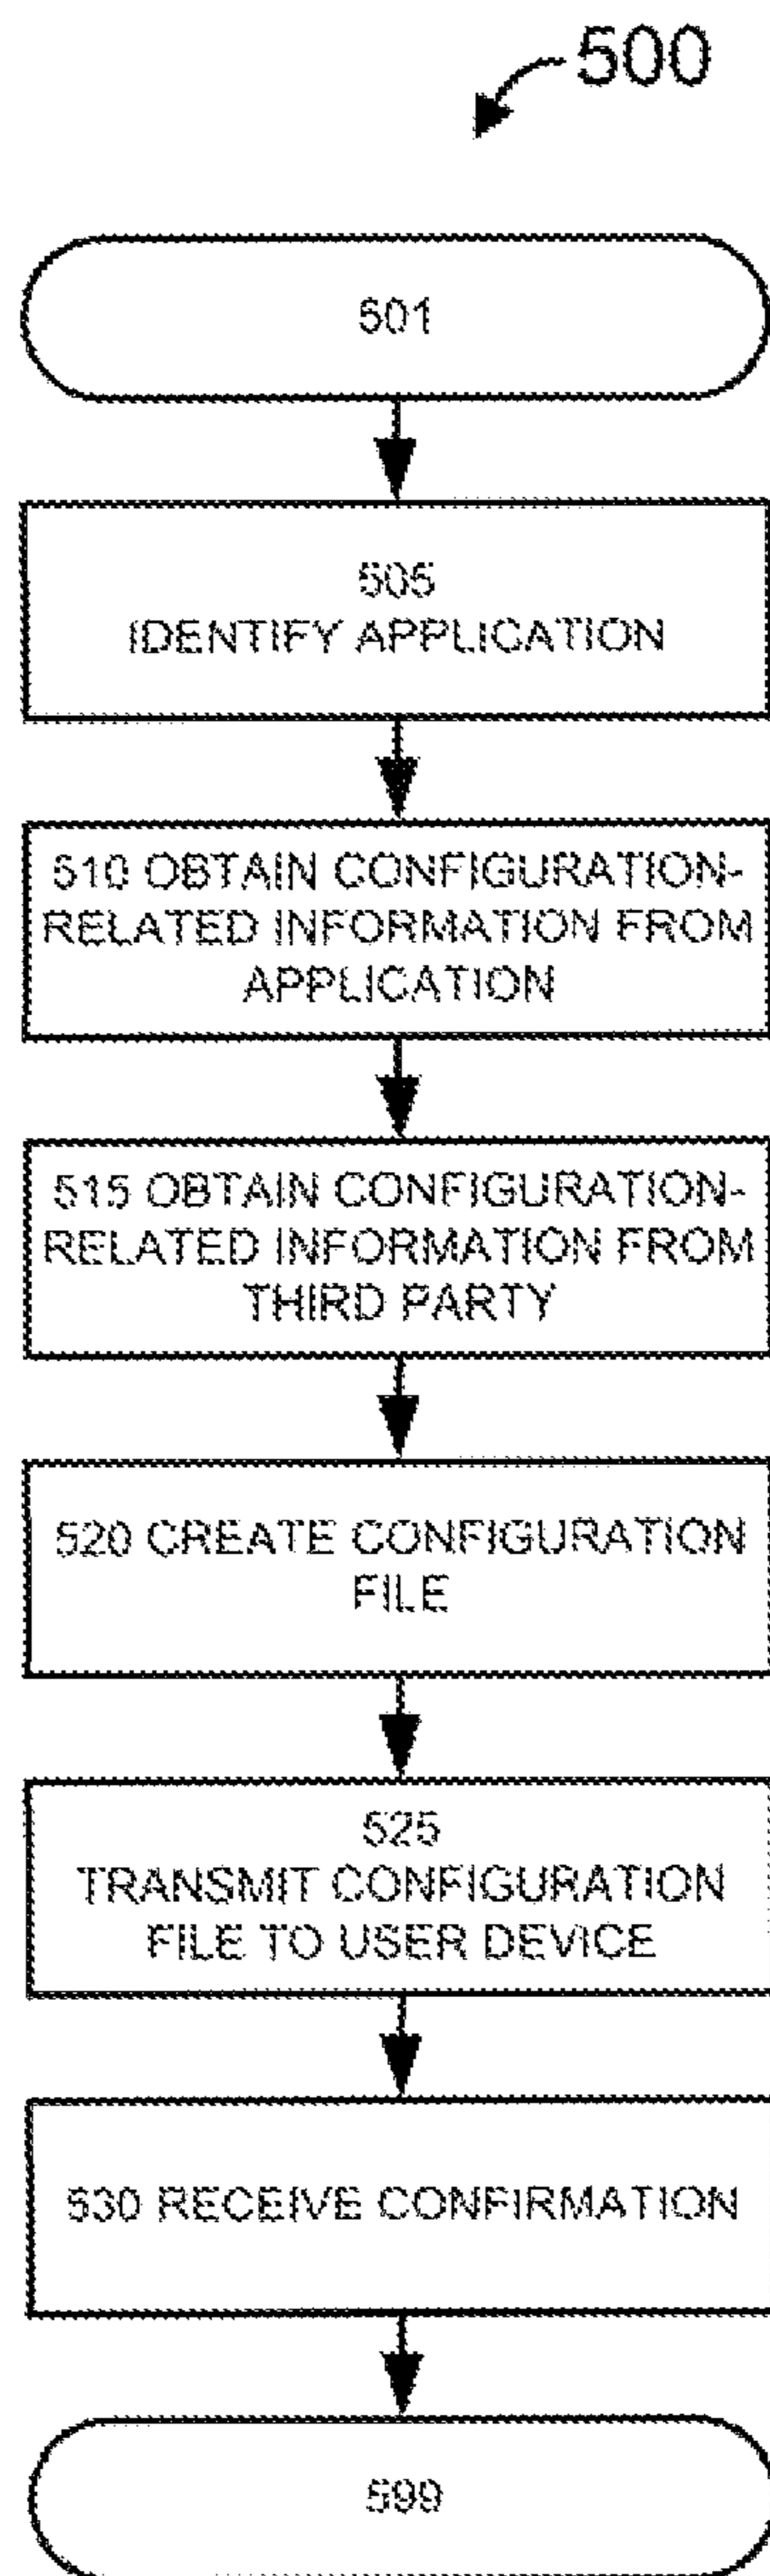 500
501
505
IDENTIFY APPLICATION
510 OBTAIN CONFIGURATION-
RELATED INFORMATION FROM
APPLICATION
515 OBTAIN CONFIGURATION-
RELATED INFORMATION FROM
THIRD PARTY
520 CREATE CONFIGURATION
FILE
525
TRANSMIT CONFIGURATION
FILE TO USER DEVICE
530 RECEIVE CONFIRMATION
599